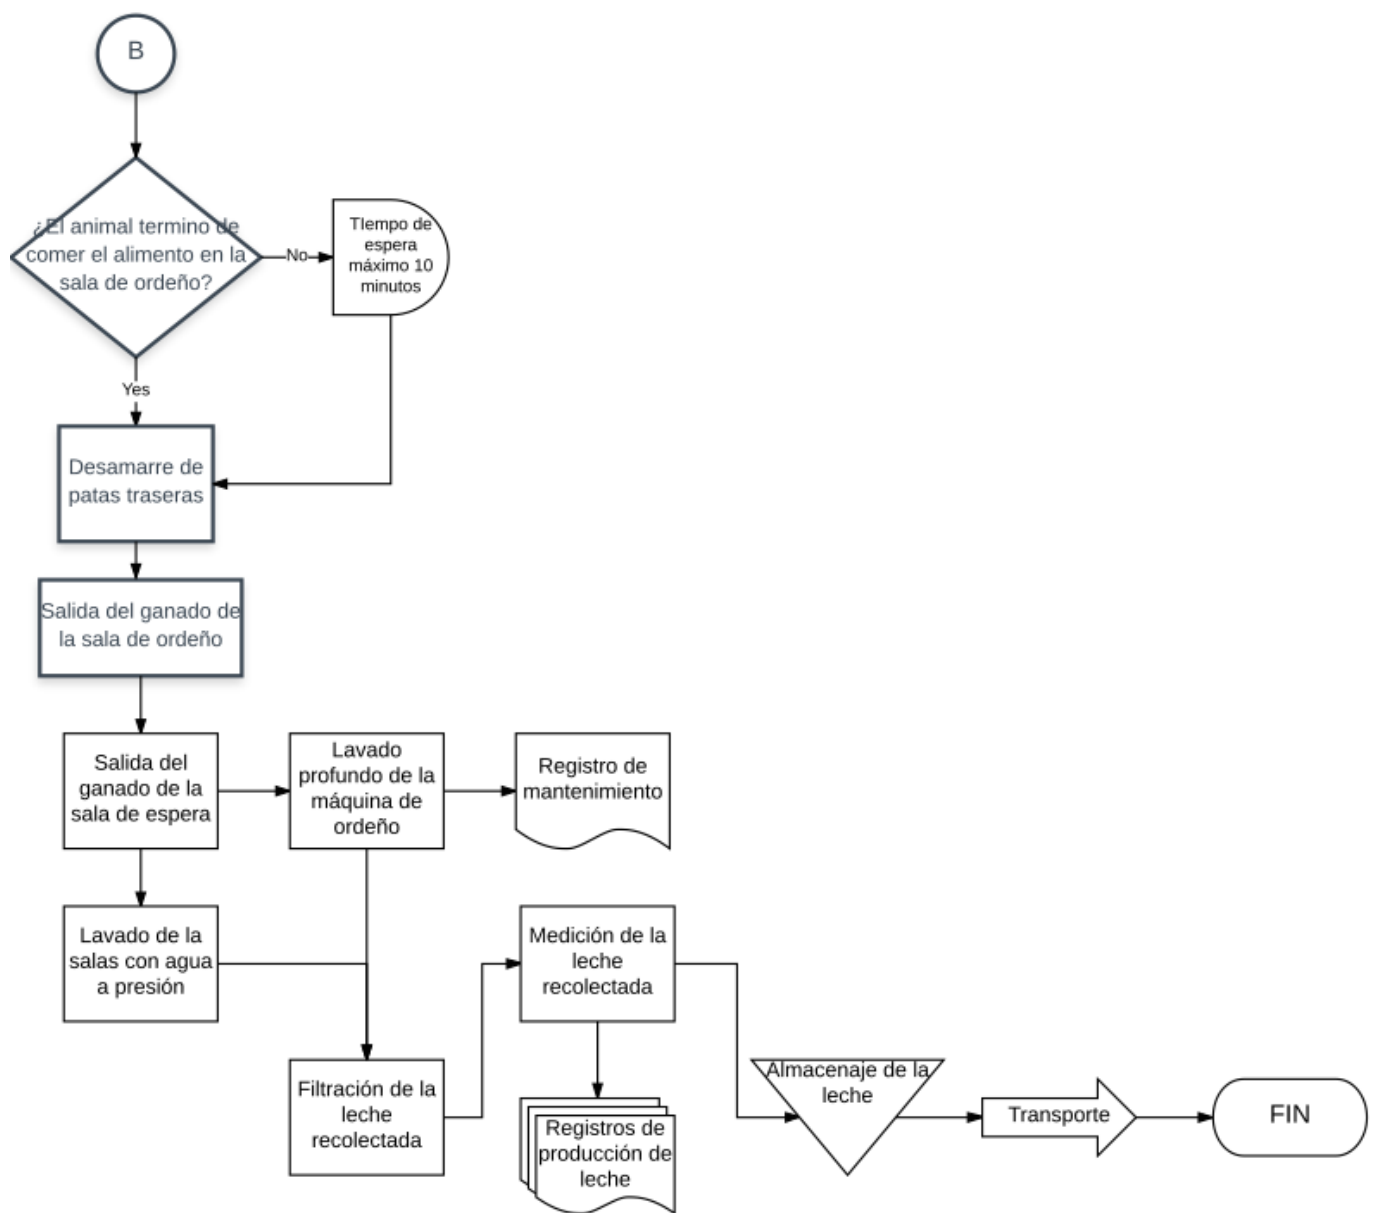 B
¿El animal termino de
comer el alimento en la
sala de ordeño?
No
TIempo de
espera
máximo 10
minutos
Yes
Desamarre de
patas traseras
Salida del ganado de
la sala de ordeño
Salida del
ganado de la
sala de espera
Lavado
profundo de la
máquina de
ordeño
Registro de
mantenimiento
Lavado de la
salas con agua
a presión
Medición de la
leche
recolectada
Filtración de la
leche
recolectada
Registros de
producción de
leche
Almacenaje de la
leche
Transporte
FIN